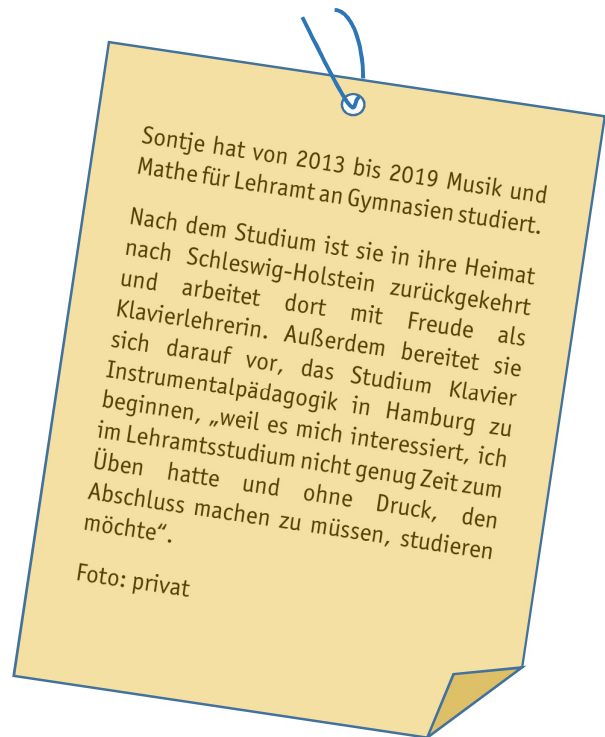 Sontje hat von 2013 bis 2019 Musik und
Mathe für Lehramt an Gymnasien studiert.
Nach dem Studium ist sie in ihre Heimat
nach Schleswig-Holstein zurückgekehrt
und arbeitet dort mit Freude als
Klavierlehrerin. Außerdem bereitet sie
sich darauf vor, das Studium Klavier
Instrumentalpädagogik in Hamburg zu
beginnen, „weil es mich interessiert, ich
im Lehramtsstudium nicht genug Zeit zum
Üben hatte und ohne Druck, den
Abschluss machen zu müssen, studieren
möchte“.
Foto: privat